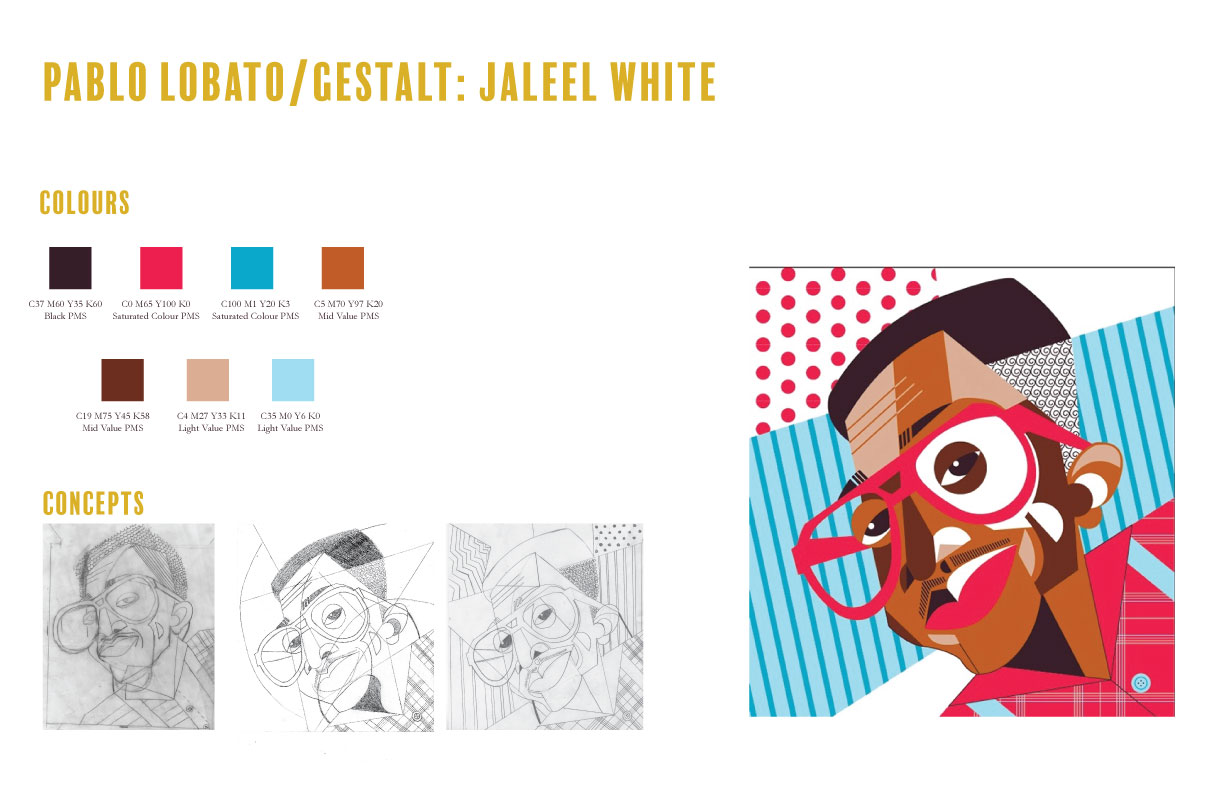 PABLO LOBATO/GESTALT: JALEEL WHITE
COLOURS
C37 M60 Y35 K60
Black PMS
C0 M65 Y100 K0
Saturated Colour PMS
C100 M1 Y20 K3
Saturated Colour PMS
C5 M70 Y97 K20
Mid Value PMS
C19 M75 Y45 K58
Mid Value PMS
C4 M27 Y33 K11
Light Value PMS
C35 M0 Y6 K0
Light Value PMS
CONCEPTS